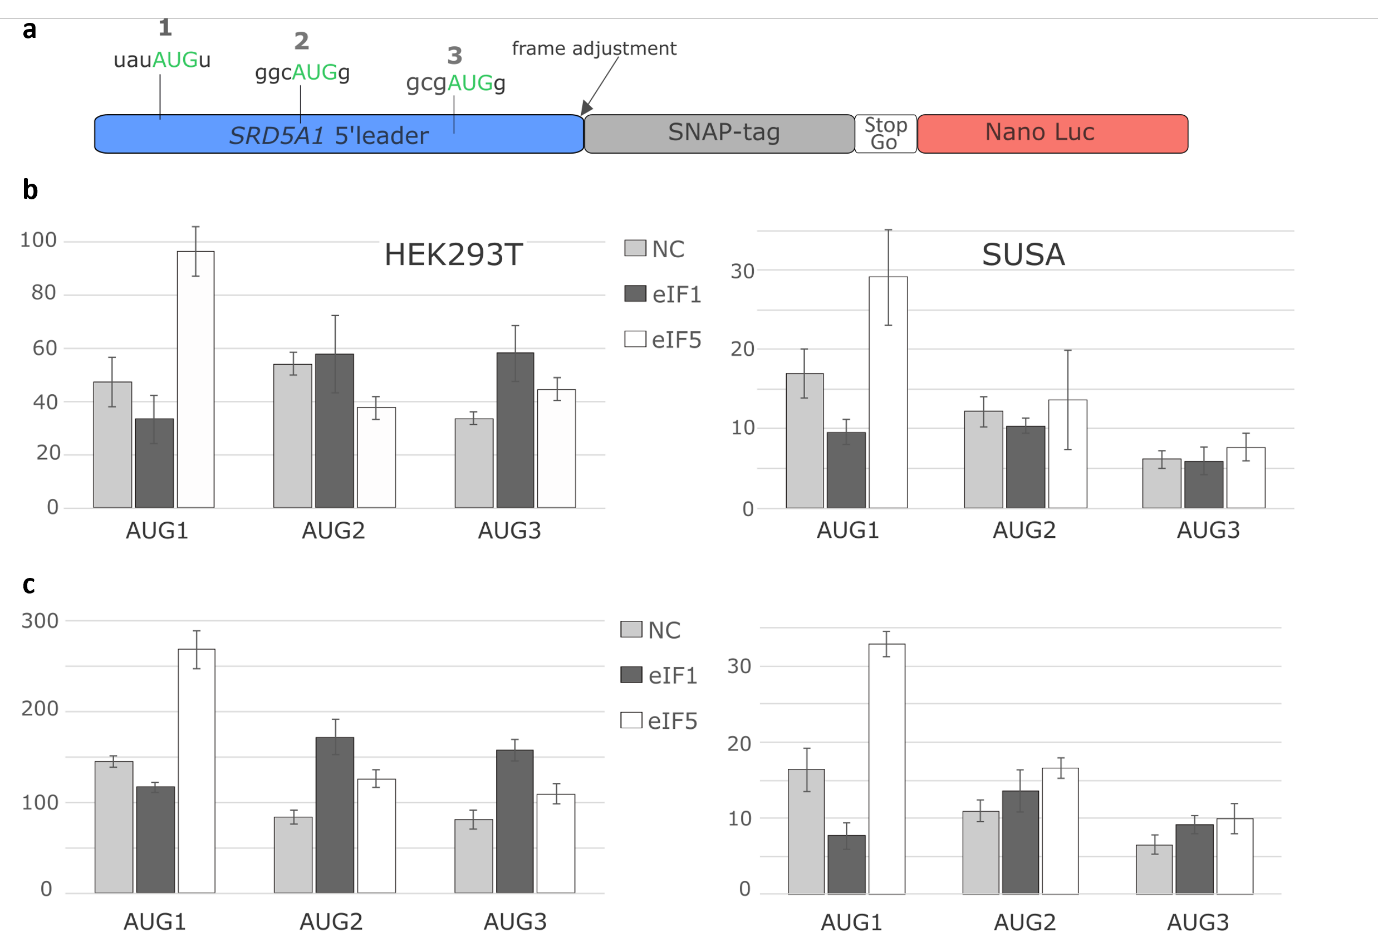 a
1
2
3
uauAUGu
ggcAUGg
gcgAUGg
frame adjustment
SRD5A1 5'leader
SNAP-tag
Stop
Go
Nano Luc
b
100
80
60
40
20
0
HEK293T
AUG1
AUG2
AUG3
NC
eIF1
eIF5
30
20
10
0
SUSA
AUG1
AUG2
AUG3
c
300
200
100
0
AUG1
AUG2
AUG3
NC
eIF1
eIF5
30
20
10
0
AUG1
AUG2
AUG3